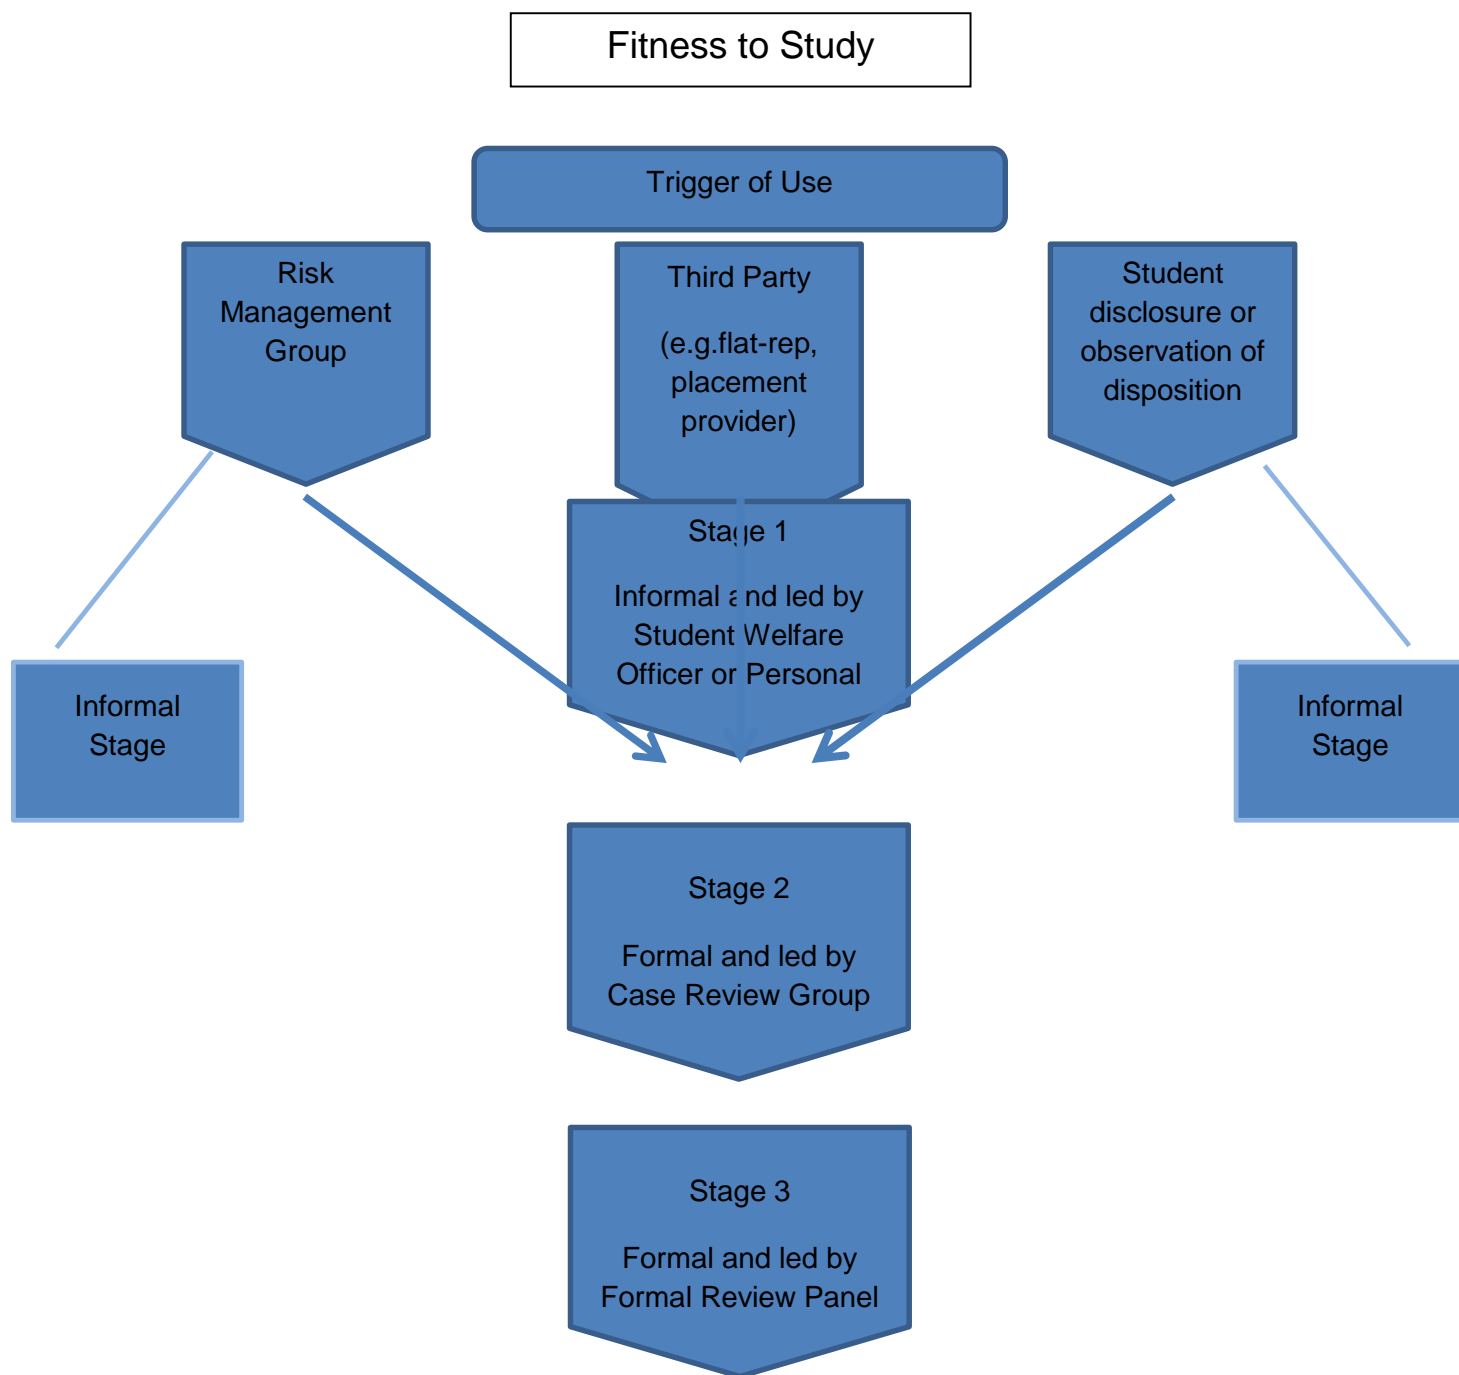 Fitness to Study
Trigger of Use
Risk
Management
Group
Third Party
(e.g.flat-rep,
placement
provider)
Student
disclosure or
observation of
disposition
Stage 1
Informal and led by
Student Welfare
Officer or Personal
Informal
Stage
Informal
Stage
Stage 2
Formal and led by
Case Review Group
Stage 3
Formal and led by
Formal Review Panel